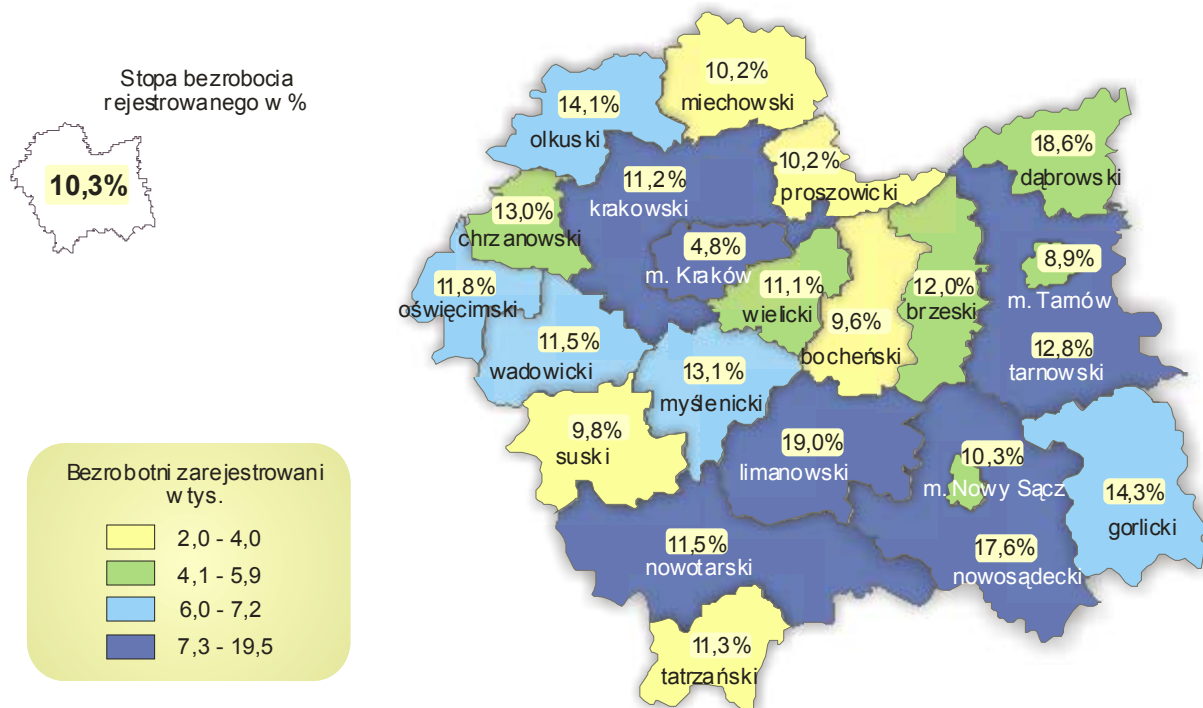 Stopa bezrobocia
rejestrowanego w %
10,3%
10,2%
miechowski
14,1%
olkuski
10,2%
proszowicki
18,6%
dąbrowski
11,2%
krakowski
13,0%
chrzanowski
4,8%
m. Kraków
8,9%
m. Tarnów
11,8%
oświęcimski
11,1%
wielicki
12,0%
brzeski
9,6%
bocheński
11,5%
wadowicki
12,8%
tarnowski
13,1%
myślenicki
9,8%
suski
19,0%
limanowski
10,3%
m. Nowy Sącz
14,3%
gorlicki
11,5%
nowotarski
17,6%
nowosądecki
11,3%
tatrzański
Bezrobotni zarejestrowani
w tys.
2,0 - 4,0
4,1 - 5,9
6,0 - 7,2
7,3 - 19,5